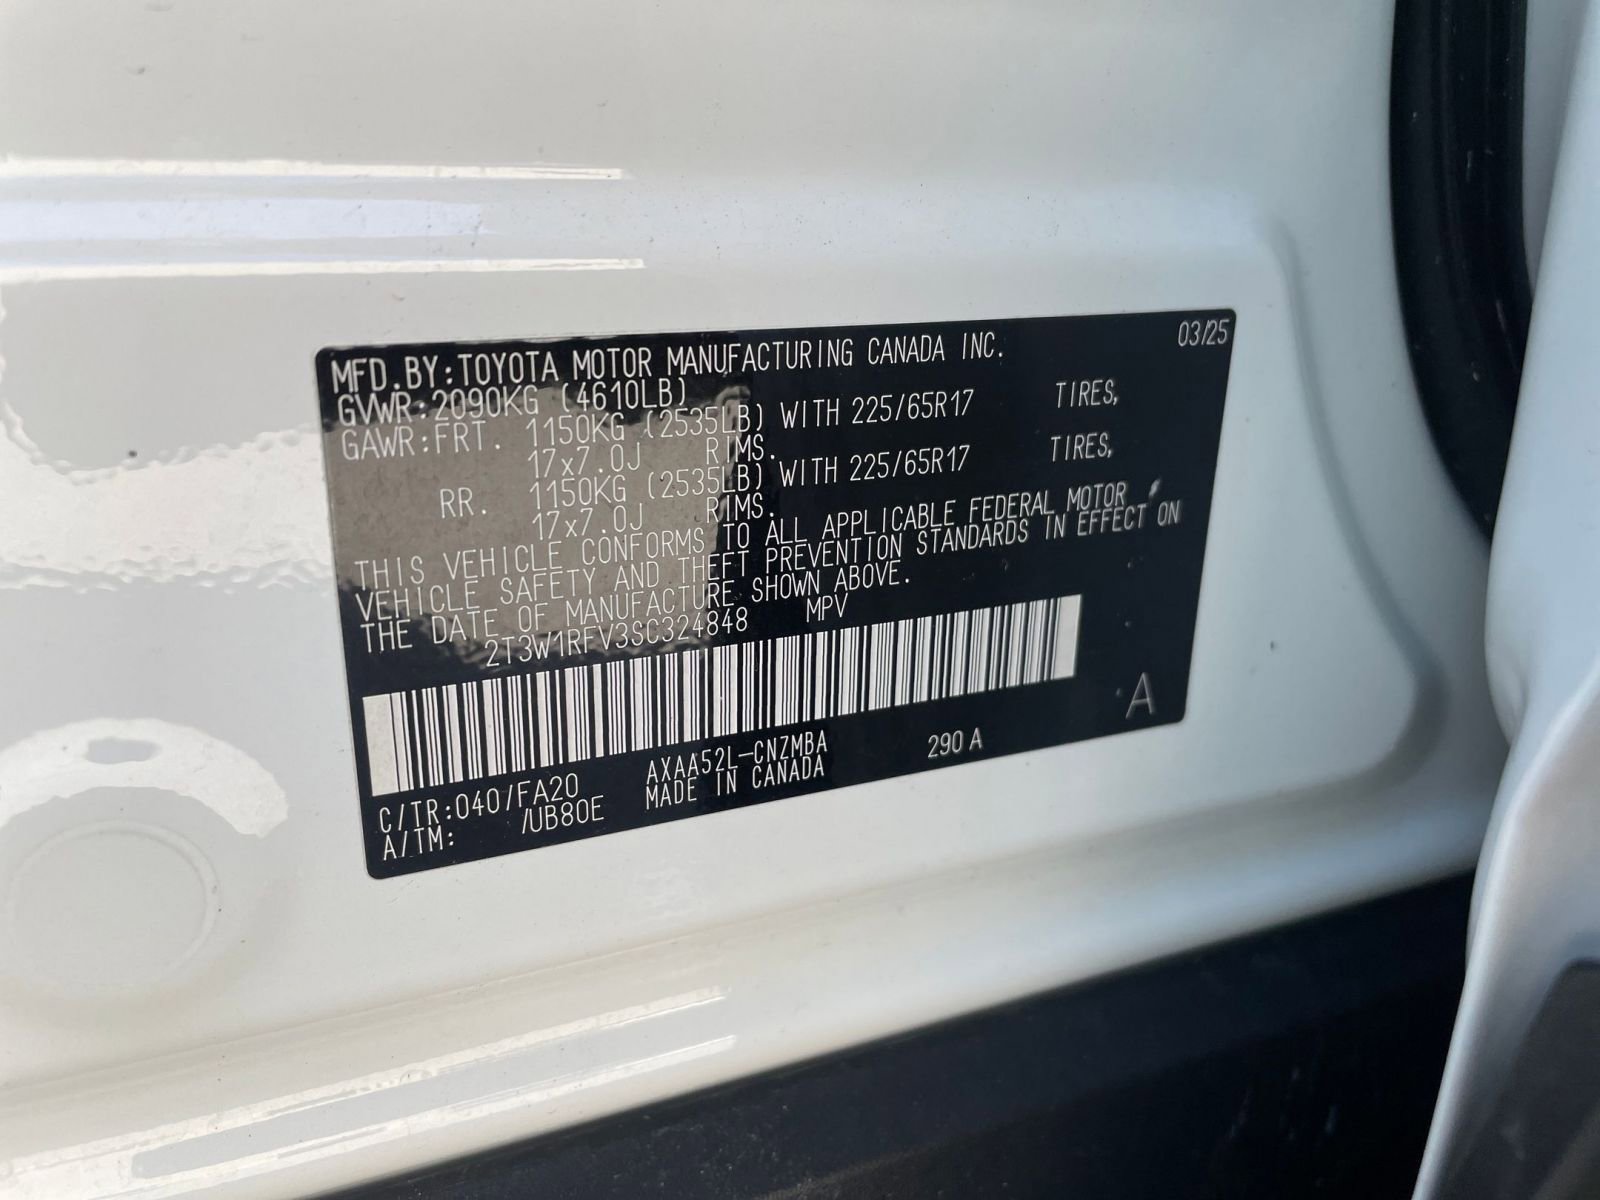 03/25
MFD.BY:TOYOTA MOTOR MANUFACTURING CANADA INC.
GVWR:2090KG (4610LB)
GAWR:FRT. 1150KG (2535LB) WITH 225/65R17 TIRES,
17x7.0J RIMS.
RR. 1150KG (2535LB) WITH 225/65R17 TIRES,
17x7.0J RIMS.
THIS VEHICLE CONFORMS TO ALL APPLICABLE FEDERAL MOTOR
VEHICLE SAFETY AND THEFT PREVENTION STANDARDS IN EFFECT ON
THE DATE OF MANUFACTURE SHOWN ABOVE.
2T3W1RFV3SC324848 MPV
A
C/TR:040/FA20 AXAA52L-CNZMBA 290 A
A/TM: /UB80E MADE IN CANADA